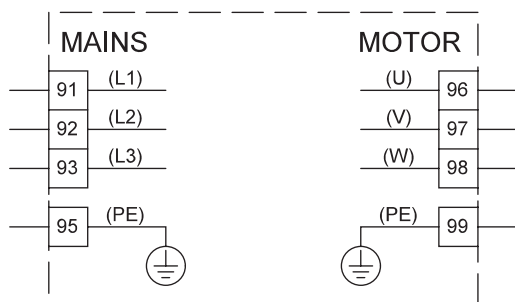 MAINS MOTOR
91 (L1) (U) 96
92 (L2) (V) 97
93 (L3) (W) 98
95 (PE) (PE) 99